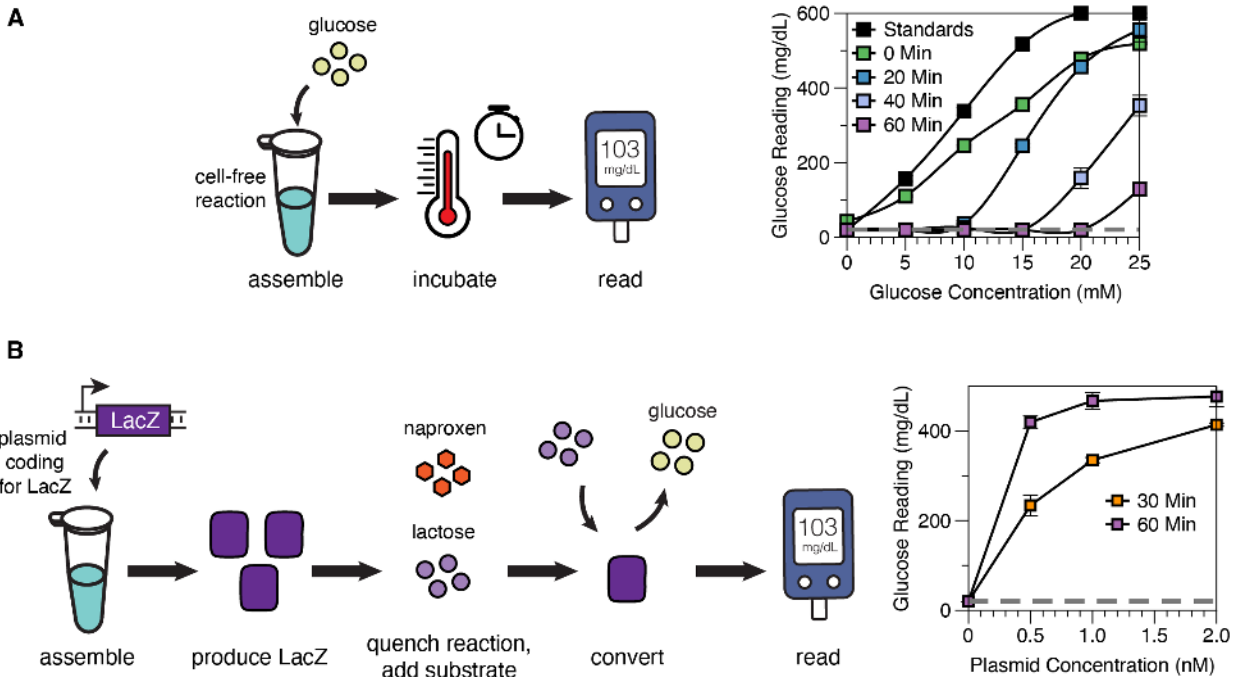 A
glucose
cell-free
reaction
assemble
incubate
103
mg/dL
read
Glucose Reading (mg/dL)
600
400
200
0
Standards
0 Min
20 Min
40 Min
60 Min
0 5 10 15 20 25
Glucose Concentration (mM)
B
LacZ
plasmid
coding
for LacZ
assemble
produce LacZ
naproxen
lactose
quench reaction,
add substrate
glucose
convert
103
mg/dL
read
Glucose Reading (mg/dL)
400
200
0
30 Min
60 Min
0 0.5 1.0 1.5 2.0
Plasmid Concentration (nM)